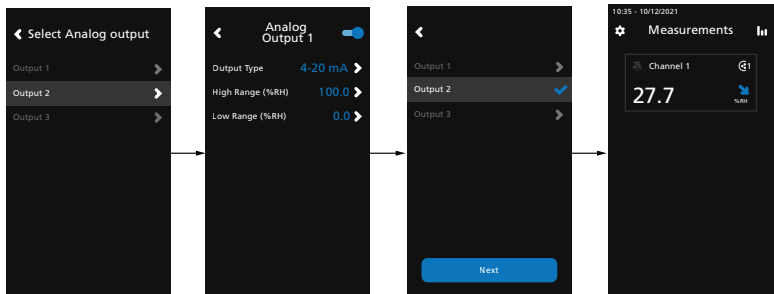 Select Analog output
Output 1
Output 2
Output 3
Analog
Output 1
Output Type 4-20 mA
High Range (%RH) 100.0
Low Range (%RH) 0.0
Output 1
Output 2
Output 3
Next
10:35 - 10/12/2021
Measurements
Channel 1 1
27.7 %RH